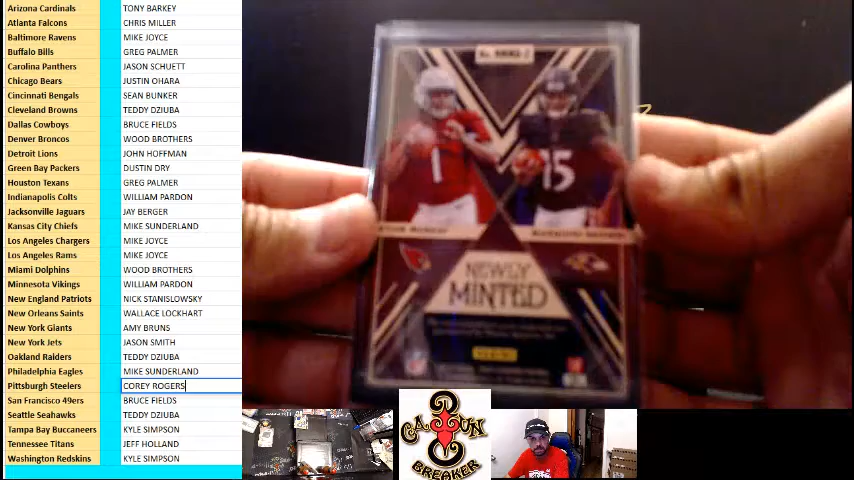 Arizona Cardinals TONY BARKEY
Atlanta Falcons CHRIS MILLER
Baltimore Ravens MIKE JOYCE
Buffalo Bills GREG PALMER
Carolina Panthers JASON SCHUETT
Chicago Bears JUSTIN OHARA
Cincinnati Bengals SEAN BUNKER
Cleveland Browns TEDDY DZIUBA
Dallas Cowboys BRUCE FIELDS
Denver Broncos WOOD BROTHERS
Detroit Lions JOHN HOFFMAN
Green Bay Packers DUSTIN DRY
Houston Texans GREG PALMER
Indianapolis Colts WILLIAM PARDON
Jacksonville Jaguars JAY BERGER
Kansas City Chiefs MIKE SUNDERLAND
Los Angeles Chargers MIKE JOYCE
Los Angeles Rams MIKE JOYCE
Miami Dolphins WOOD BROTHERS
Minnesota Vikings WILLIAM PARDON
New England Patriots NICK STANISLOWSKY
New Orleans Saints WALLACE LOCKHART
New York Giants AMY BRUNS
New York Jets JASON SMITH
Oakland Raiders TEDDY DZIUBA
Philadelphia Eagles MIKE SUNDERLAND
Pittsburgh Steelers COREY ROGERS
San Francisco 49ers BRUCE FIELDS
Seattle Seahawks TEDDY DZIUBA
Tampa Bay Buccaneers KYLE SIMPSON
Tennessee Titans JEFF HOLLAND
Washington Redskins KYLE SIMPSON
1
15
NEWLY
MINTED
CAJUN
BREAKER